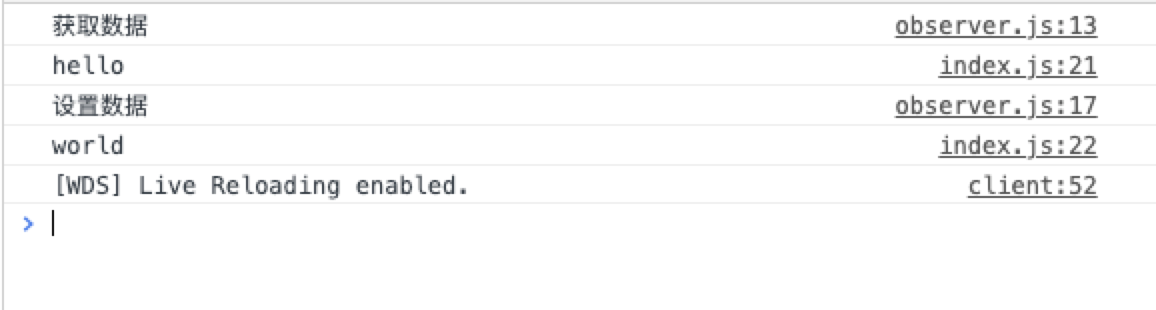 获取数据 observer.js:13
hello index.js:21
设置数据 observer.js:17
world index.js:22
[WDS] Live Reloading enabled. client:52
>